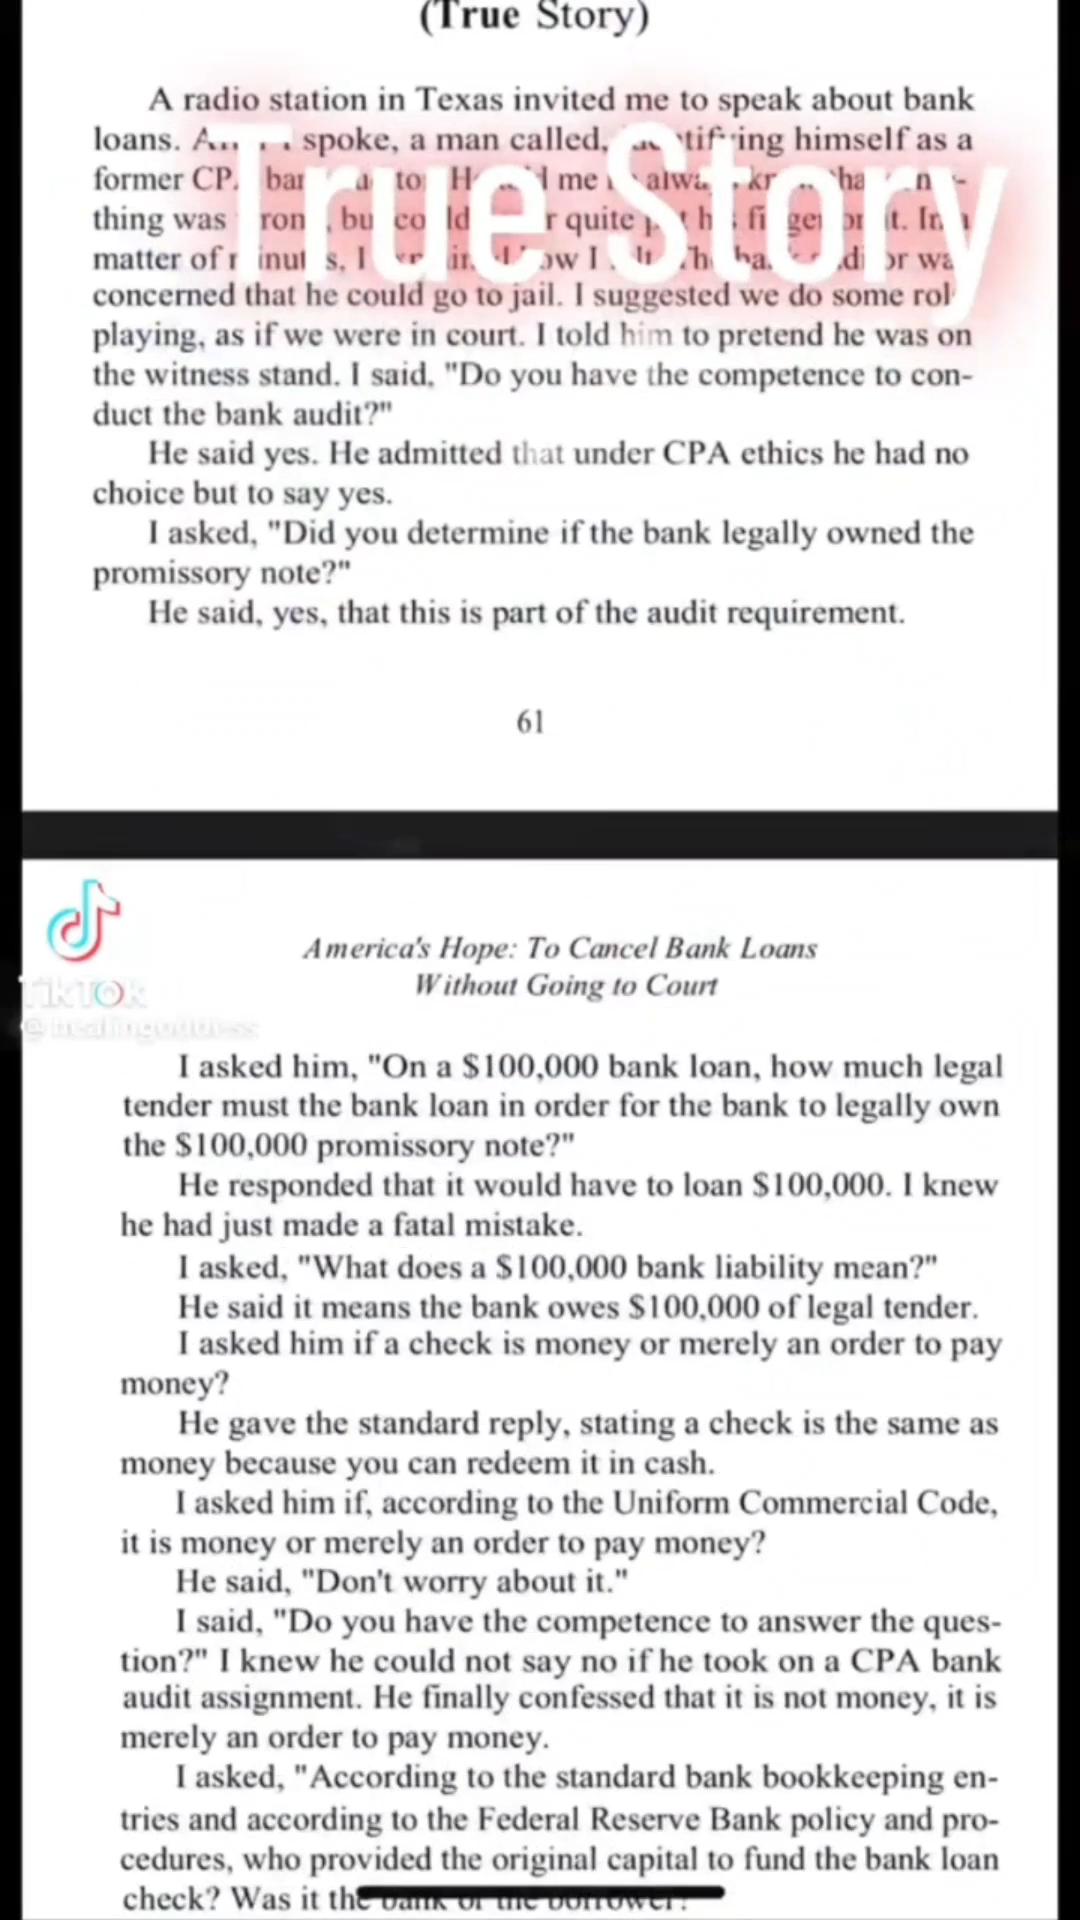 (True Story)
True Story
A radio station in Texas invited me to speak about bank
loans. spoke, a man called, himself as a
former me
thing was quite
matter of
concerned that he could go to jail. I suggested we do some
playing, as if we were in court. I told him to pretend he was on
the witness stand. I said, "Do you have the competence to con-
duct the bank audit?"
He said yes. He admitted that under CPA ethics he had no
choice but to say yes.
I asked, "Did you determine if the bank legally owned the
promissory note?"
He said, yes, that this is part of the audit requirement.
61
TikTok
America's Hope: To Cancel Bank Loans
Without Going to Court
I asked him, "On a $100,000 bank loan, how much legal
tender must the bank loan in order for the bank to legally own
the $100,000 promissory note?"
He responded that it would have to loan $100,000. I knew
he had just made a fatal mistake.
I asked, "What does a $100,000 bank liability mean?"
He said it means the bank owes $100,000 of legal tender.
I asked him if a check is money or merely an order to pay
money?
He gave the standard reply, stating a check is the same as
money because you can redeem it in cash.
I asked him if, according to the Uniform Commercial Code,
it is money or merely an order to pay money?
He said, "Don't worry about it."
I said, "Do you have the competence to answer the ques-
tion?" I knew he could not say no if he took on a CPA bank
audit assignment. He finally confessed that it is not money, it is
merely an order to pay money.
I asked, "According to the standard bank bookkeeping en-
tries and according to the Federal Reserve Bank policy and pro-
cedures, who provided the original capital to fund the bank loan
check? Was it the bank or the borrower?